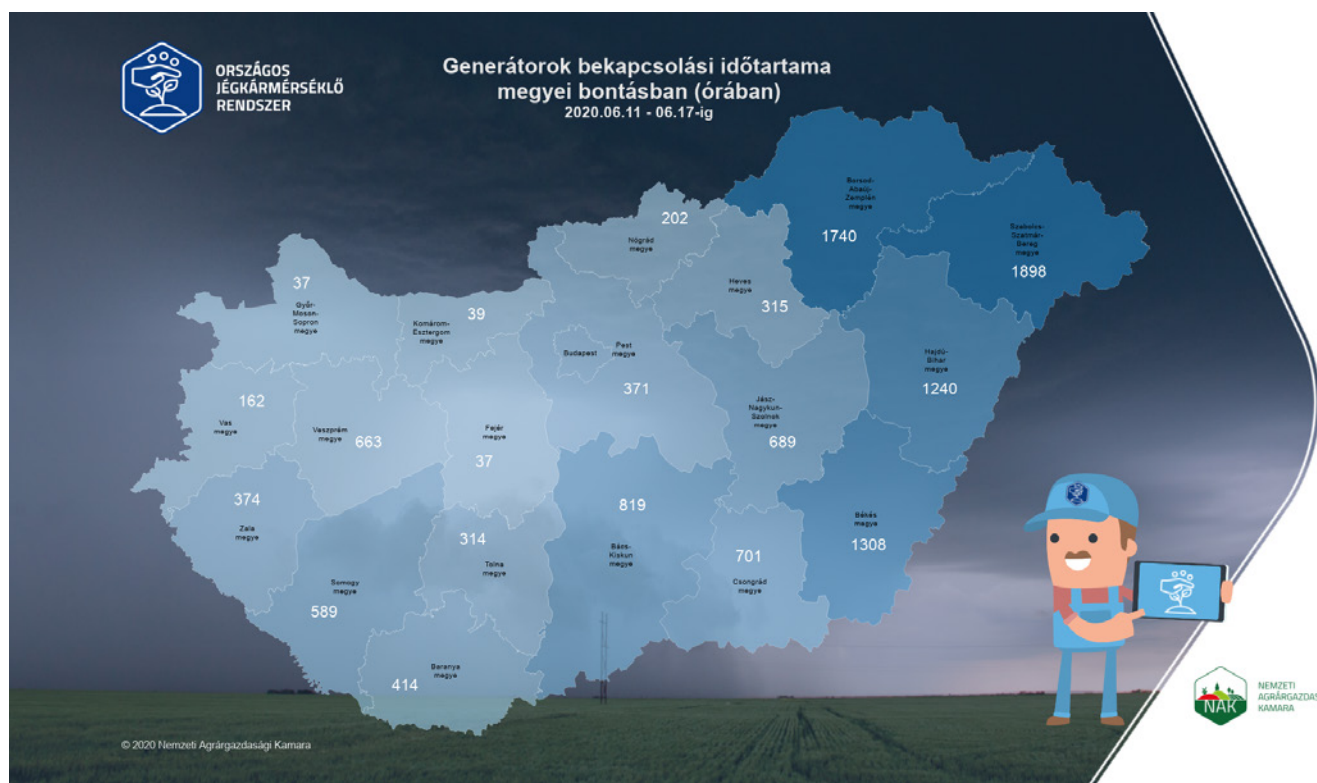 ORSZÁGOS
JÉGKÁRMÉRSÉKLŐ
RENDSZER
Generátorok bekapcsolási időtartama
megyei bontásban (órában)
2020.06.11 - 06.17-ig
Borsod-
Abaúj-
Zemplén
megye
1740
Szabolcs-
Szatmár-
Bereg
megye
1898
202
Nógrád
megye
Heves
megye
315
37
Győr-
Moson-
Sopron
megye
39
Komárom-
Esztergom
megye
Budapest
Pest
megye
371
Hajdú-
Bihar
megye
1240
162
Vas
megye
Veszprém
megye
663
Fejér
megye
37
Jász-
Nagykun-
Szolnok
megye
689
374
Zala
megye
819
Bács-
Kiskun
megye
314
Tolna
megye
701
Csongrád
megye
Békés
megye
1308
Somogy
megye
589
Baranya
megye
414
NAK
NEMZETI
AGRÁRGAZDAS
KAMARA
© 2020 Nemzeti Agrárgazdasági Kamara